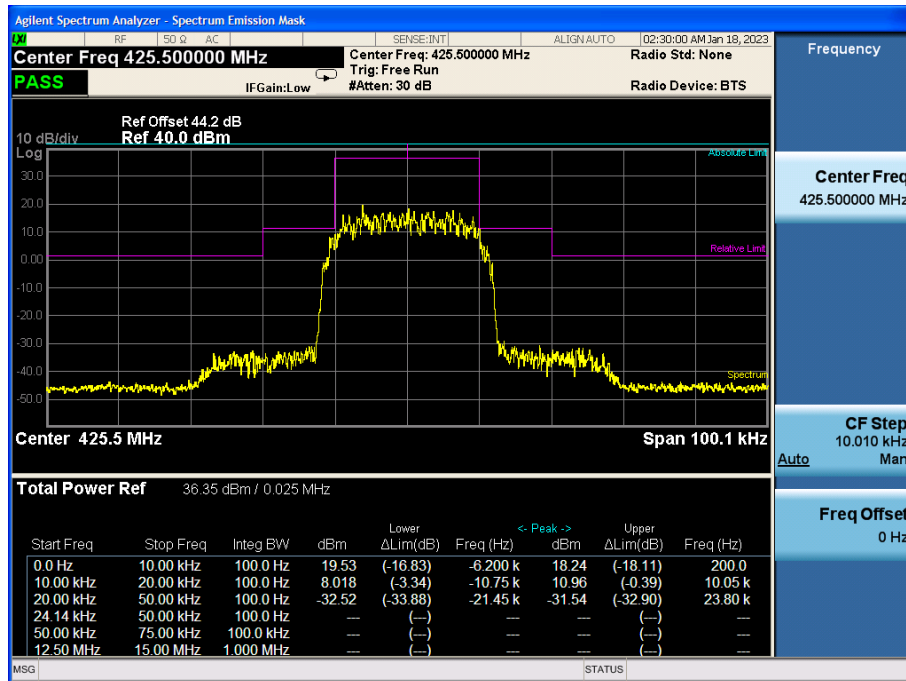 Agilent Spectrum Analyzer - Spectrum Emission Mask
LXI RF 50 Ω AC SENSE:INT ALIGNAUTO 02:30:00 AM Jan 18, 2023
Center Freq 425.500000 MHz
Center Freq: 425.500000 MHz
Radio Std: None
Trig: Free Run
PASS
IFGain:Low
#Atten: 30 dB
Radio Device: BTS
Ref Offset 44.2 dB
10 dB/div
Ref 40.0 dBm
Log
Absolute Limit
30.0
20.0
10.0
Relative Limit
0.00
-10.0
-20.0
-30.0
-40.0
Spectrum
-50.0
Center 425.5 MHz
Span 100.1 kHz
Total Power Ref 36.35 dBm / 0.025 MHz
Lower <- Peak -> Upper
Start Freq Stop Freq Integ BW dBm ΔLim(dB) Freq (Hz) dBm ΔLim(dB) Freq (Hz)
0.0 Hz 10.00 kHz 100.0 Hz 19.53 (-16.83) -6.200 k 18.24 (-18.11) 200.0
10.00 kHz 20.00 kHz 100.0 Hz 8.018 (-3.34) -10.75 k 10.96 (-0.39) 10.05 k
20.00 kHz 50.00 kHz 100.0 Hz -32.52 (-33.88) -21.45 k -31.54 (-32.90) 23.80 k
24.14 kHz 50.00 kHz 100.0 Hz --- (---) --- --- (---) ---
50.00 kHz 75.00 kHz 100.0 kHz --- (---) --- --- (---) ---
12.50 MHz 15.00 MHz 1.000 MHz --- (---) --- --- (---) ---
MSG
STATUS
Frequency
Center Freq
425.500000 MHz
CF Step
10.010 kHz
Auto Man
Freq Offset
0 Hz